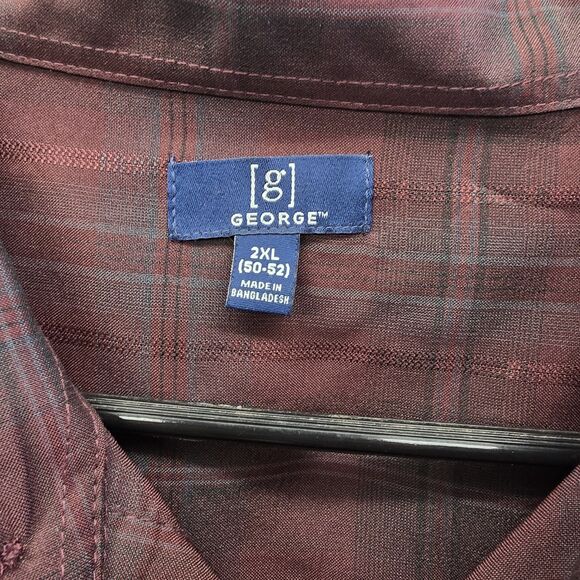 [g]
GEORGE™
2XL
(50-52)
MADE IN
BANGLADESH